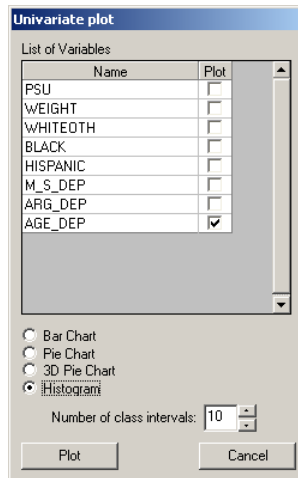 Univariate plot
List of Variables
Name Plot
PSU
WEIGHT
WHITEOTH
BLACK
HISPANIC
M_S_DEP
ARG_DEP
AGE_DEP
Bar Chart
Pie Chart
3D Pie Chart
Histogram
Number of class intervals: 10
Plot Cancel